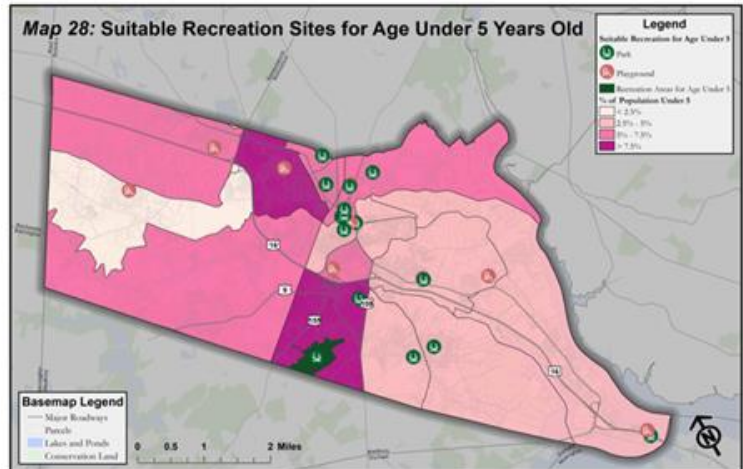 Map 28: Suitable Recreation Sites for Age Under 5 Years Old
Legend
Suitable Recreation for Age Under 5
Park
Playground
Recreation Areas for Age Under 5
% of Population Under 5
< 2.5%
2.5% - 5%
5% - 7.5%
> 7.5%
16
9
16
Basemap Legend
Major Roadways
Parcels
Lakes and Ponds
Conservation Land
0 0.5 1 2 Miles
N